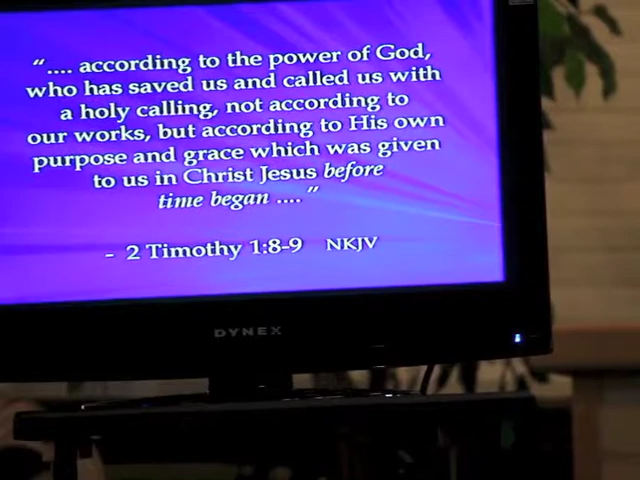 “.... according to the power of God,
who has saved us and called us with
a holy calling, not according to
our works, but according to His own
purpose and grace which was given
to us in Christ Jesus before
time began ....”
- 2 Timothy 1:8-9 NKJV
DYNEX